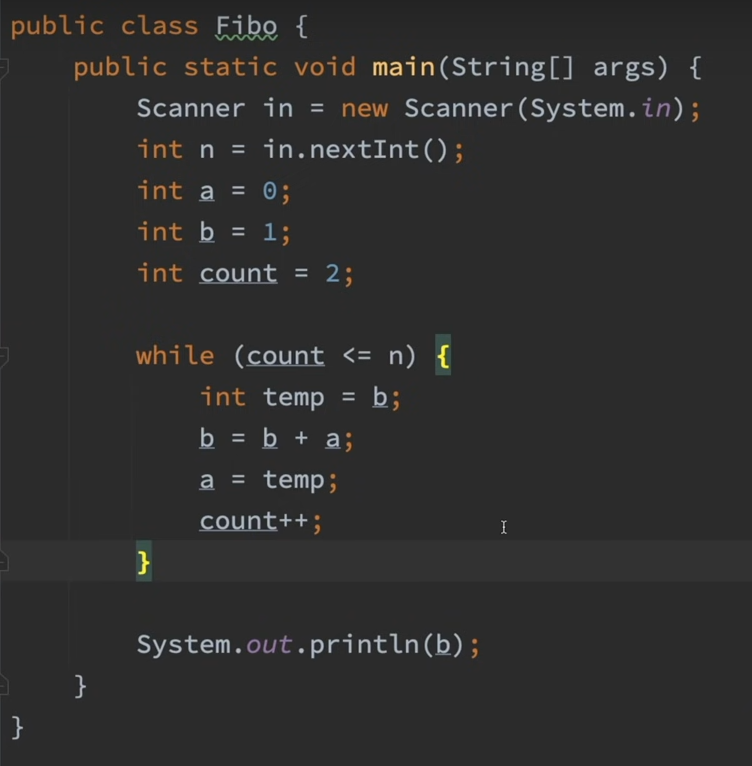 public class Fibo {
public static void main(String[] args) {
Scanner in = new Scanner(System.in);
int n = in.nextInt();
int a = 0;
int b = 1;
int count = 2;
while (count <= n) {
int temp = b;
b = b + a;
a = temp;
count++;
}
System.out.println(b);
}
}